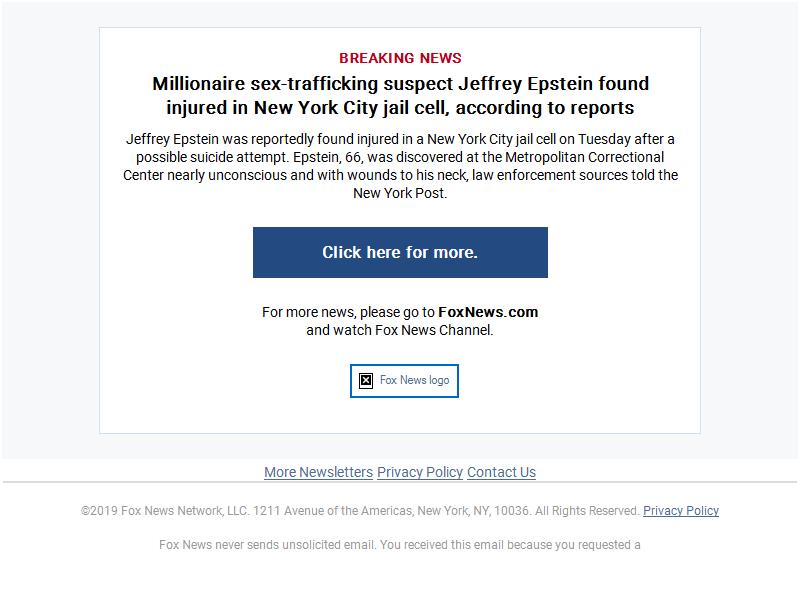 BREAKING NEWS
Millionaire sex-trafficking suspect Jeffrey Epstein found
injured in New York City jail cell, according to reports
Jeffrey Epstein was reportedly found injured in a New York City jail cell on Tuesday after a
possible suicide attempt. Epstein, 66, was discovered at the Metropolitan Correctional
Center nearly unconscious and with wounds to his neck, law enforcement sources told the
New York Post.
Click here for more.
For more news, please go to FoxNews.com
and watch Fox News Channel.
Fox News logo
More Newsletters Privacy Policy Contact Us
©2019 Fox News Network, LLC. 1211 Avenue of the Americas, New York, NY, 10036. All Rights Reserved. Privacy Policy
Fox News never sends unsolicited email. You received this email because you requested a